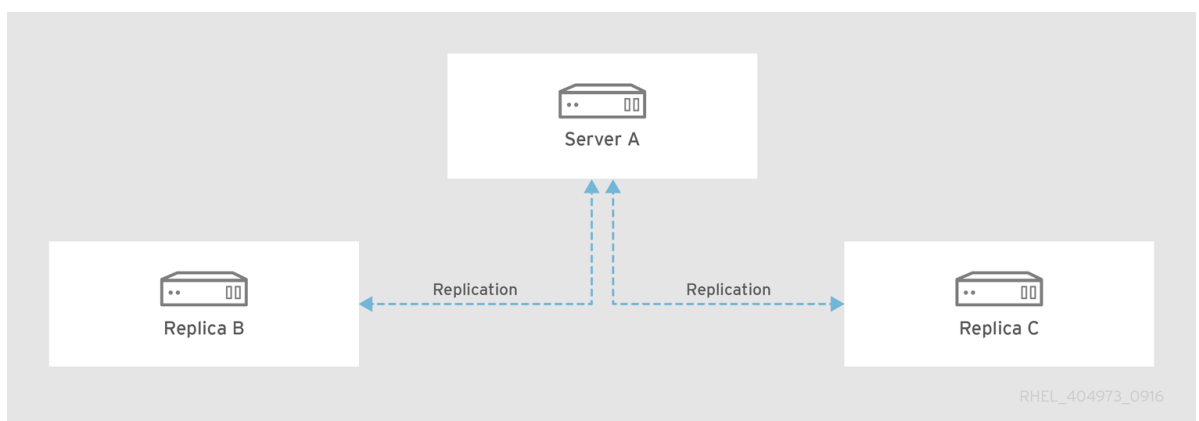 Server A
Replication
Replication
Replica B
Replica C
RHEL_404973_0916